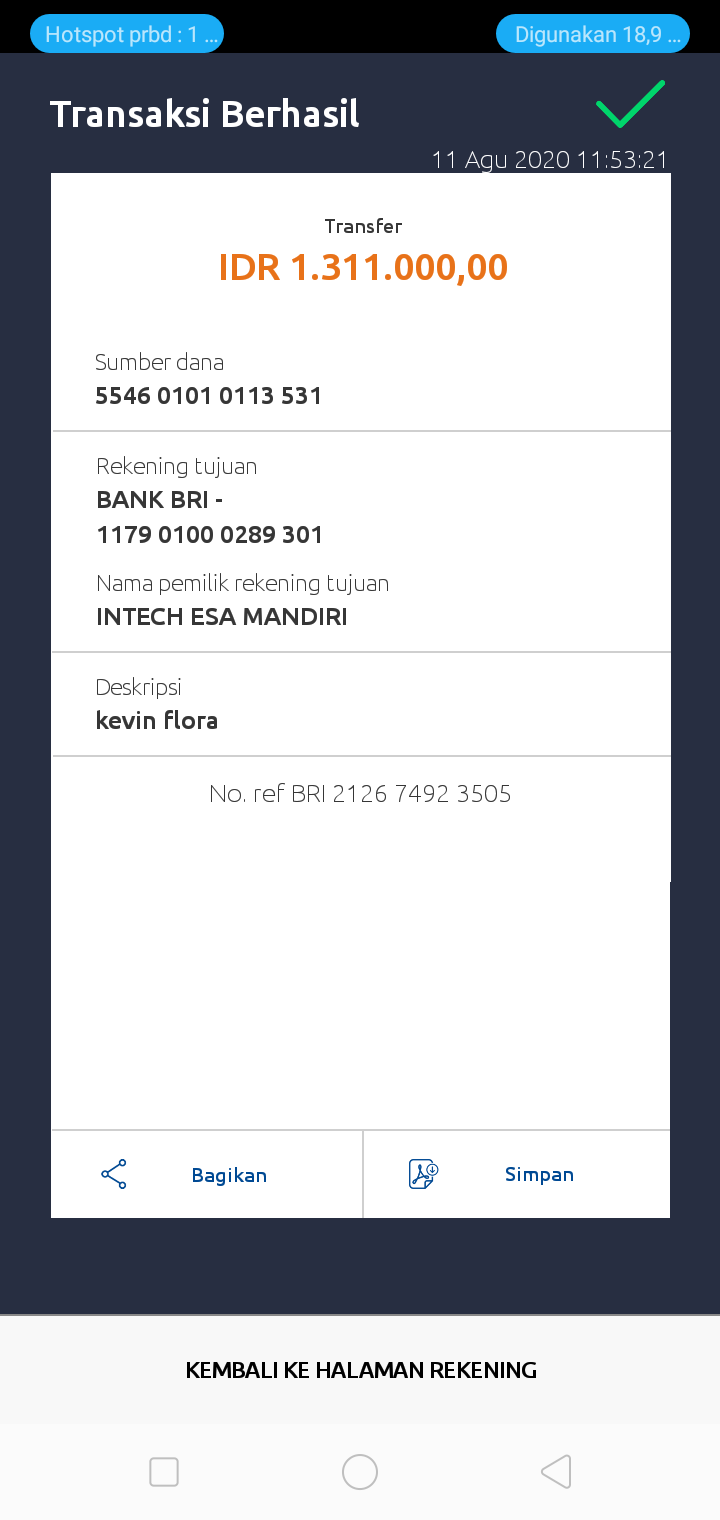 Hotspot prbd : 1 ...
Digunakan 18,9 ...
Transaksi Berhasil
11 Agu 2020 11:53:21
Transfer
IDR 1.311.000,00
Sumber dana
5546 0101 0113 531
Rekening tujuan
BANK BRI -
1179 0100 0289 301
Nama pemilik rekening tujuan
INTECH ESA MANDIRI
Deskripsi
kevin flora
No. ref BRI 2126 7492 3505
Bagikan
Simpan
KEMBALI KE HALAMAN REKENING